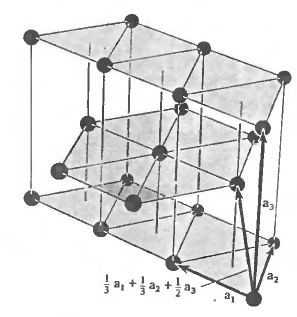 a₃
⅓ a₁ + ⅓ a₂ + ½ a₃
a₂
a₁